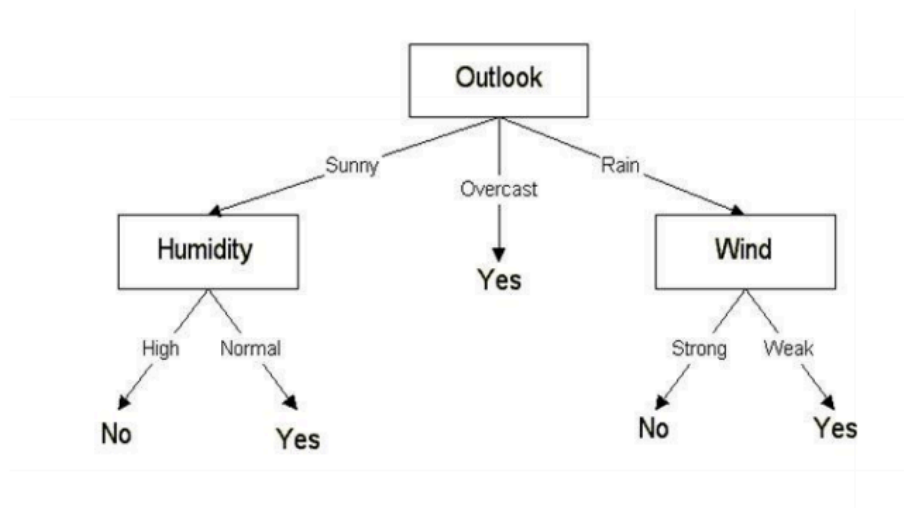 Outlook
Sunny
Overcast
Rain
Humidity
Yes
Wind
High
Normal
Strong
Weak
No
Yes
No
Yes